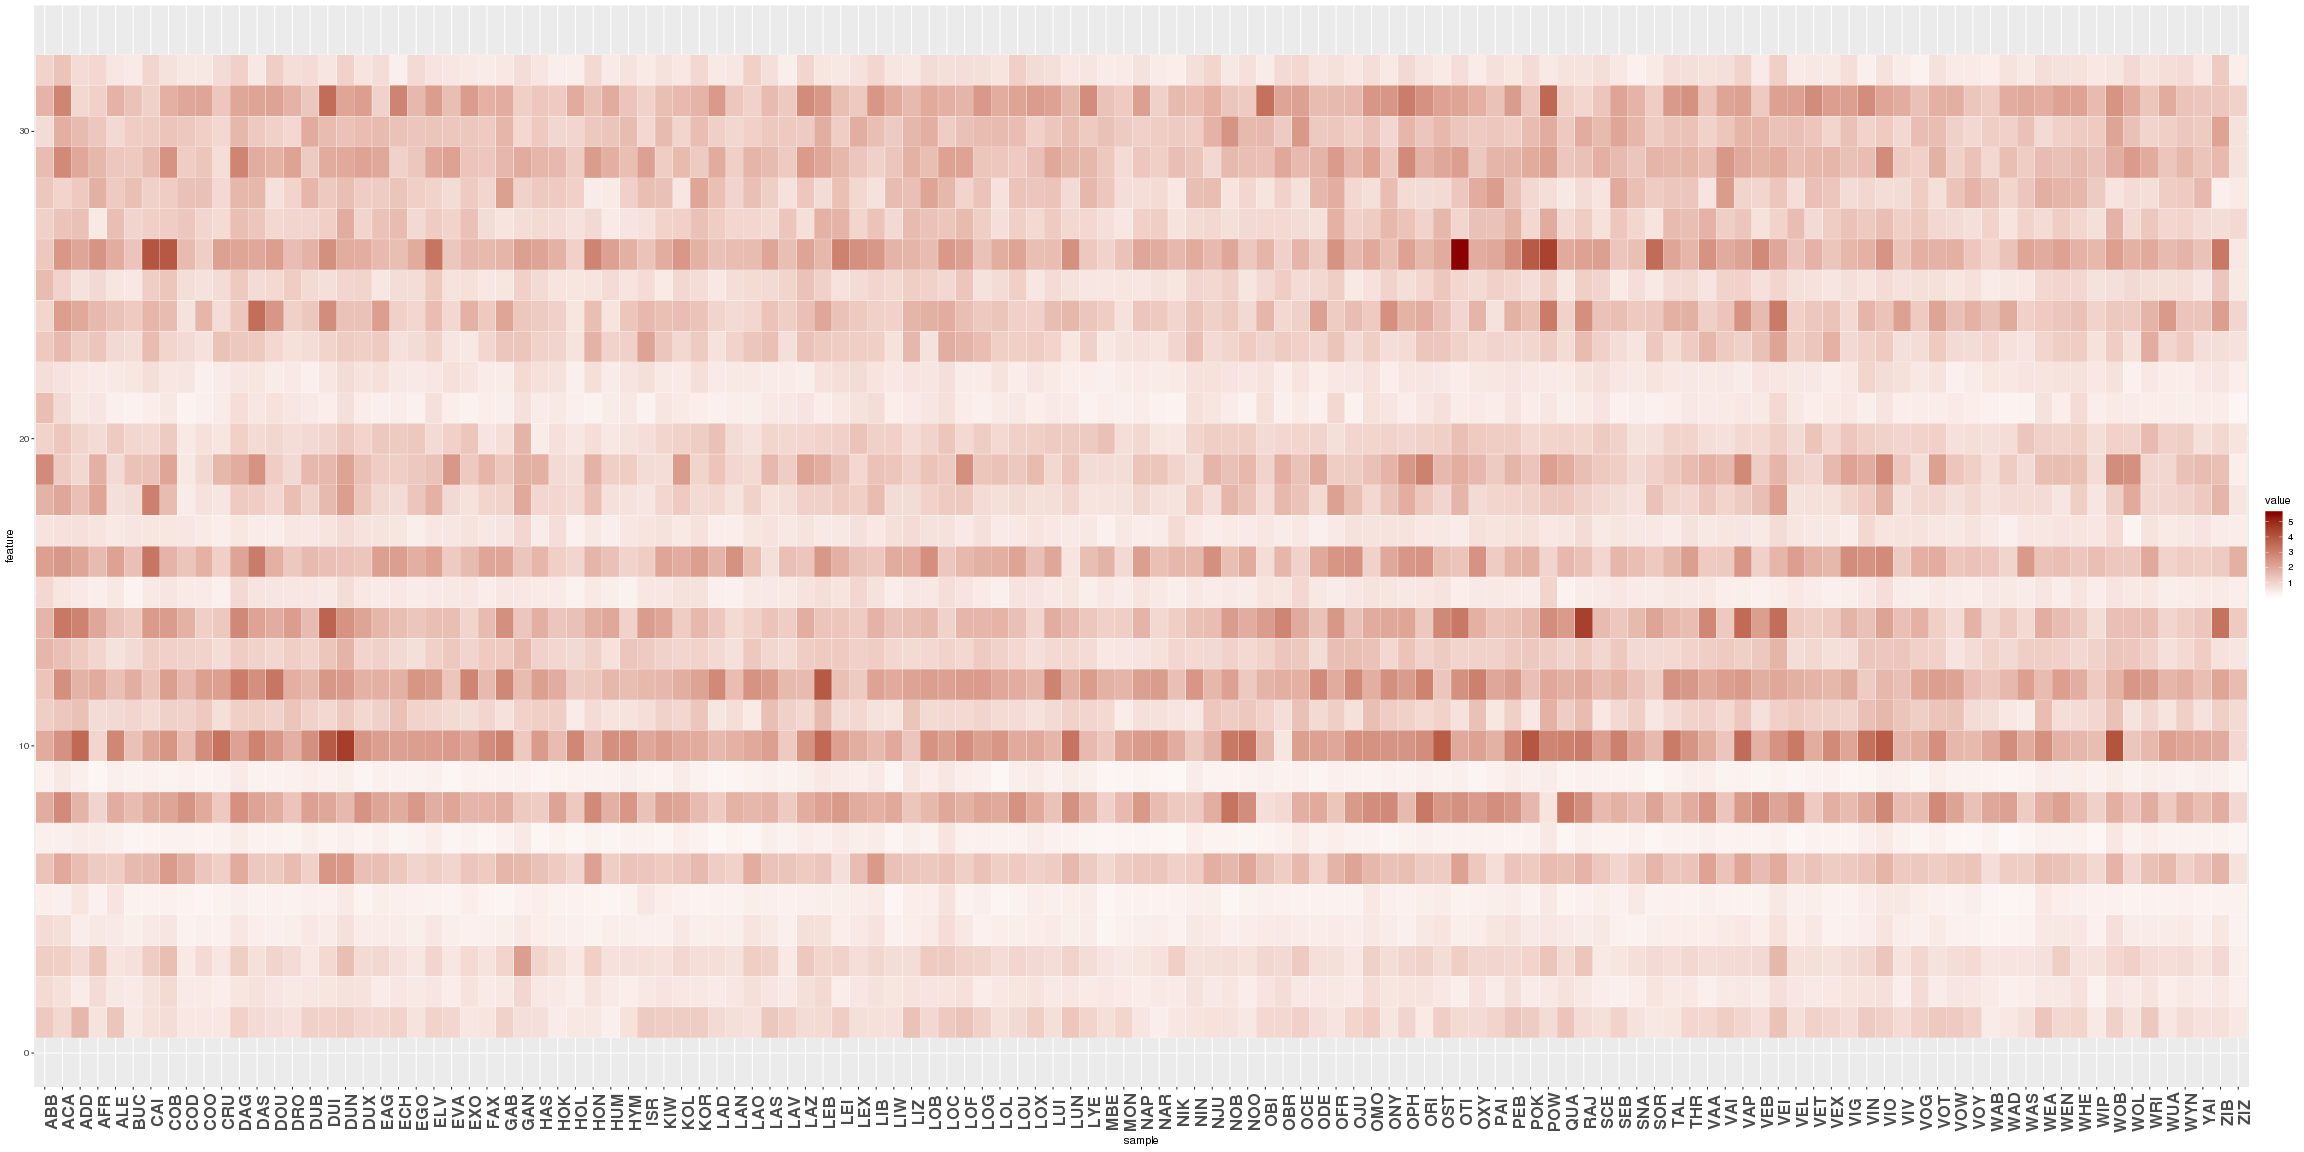 30
20
10
0
feature
ABB ACA ADD AFR ALE BUC CAI COB COD COO CRU DAG DAS DOU DRO DUB DUI DUN DUX EAG ECH EGO ELV EVA EXO FAX GAB GAN HAS HOK HOL HON HUM HYM ISR KIW KOL KOR LAD LAN LAO LAS LAV LAZ LEB LEI LEX LIB LIW LIZ LOB LOC LOF LOG LOL LOU LOX LUI LUN LYE MBE MON NAP NAR NIK NIN NJU NOB NOO OBI OBR OCE ODE OFR OJU OMO ONY OPH ORI OST OTI OXY PAI PEB POK POW QUA RAJ SCE SEB SNA SOR TAL THR VAA VAI VAP VEB VEI VEL VET VEX VIG VIN VIO VIV VOG VOT VOW VOY WAB WAD WAS WEA WEN WHE WIP WOB WOL WRI WUA WYN YAI ZIB ZIZ
sample
value
5
4
3
2
1